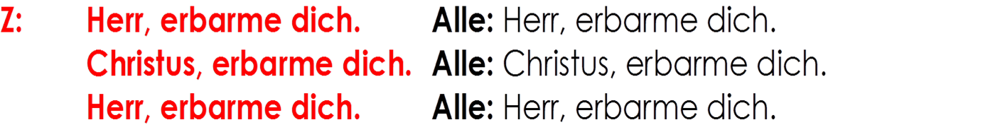 Z: Herr, erbarme dich. Alle: Herr, erbarme dich.
Christus, erbarme dich. Alle: Christus, erbarme dich.
Herr, erbarme dich. Alle: Herr, erbarme dich.